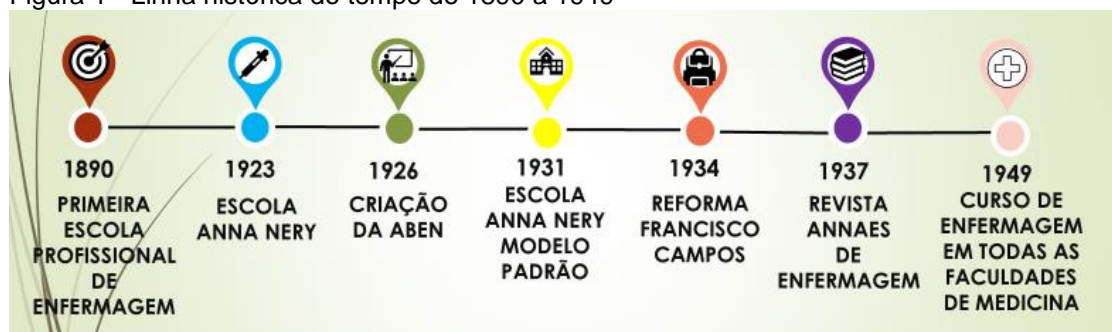 Figura 1 - Linha histórica do tempo de 1890 a 1949
1890
PRIMEIRA
ESCOLA
PROFISSIONAL
DE
ENFERMAGEM
1923
ESCOLA
ANNA NERY
1926
CRIAÇÃO
DA ABEN
1931
ESCOLA
ANNA NERY
MODELO
PADRÃO
1934
REFORMA
FRANCISCO
CAMPOS
1937
REVISTA
ANNAES
DE
ENFERMAGEM
1949
CURSO DE
ENFERMAGEM
EM TODAS AS
FACULDADES
DE MEDICINA